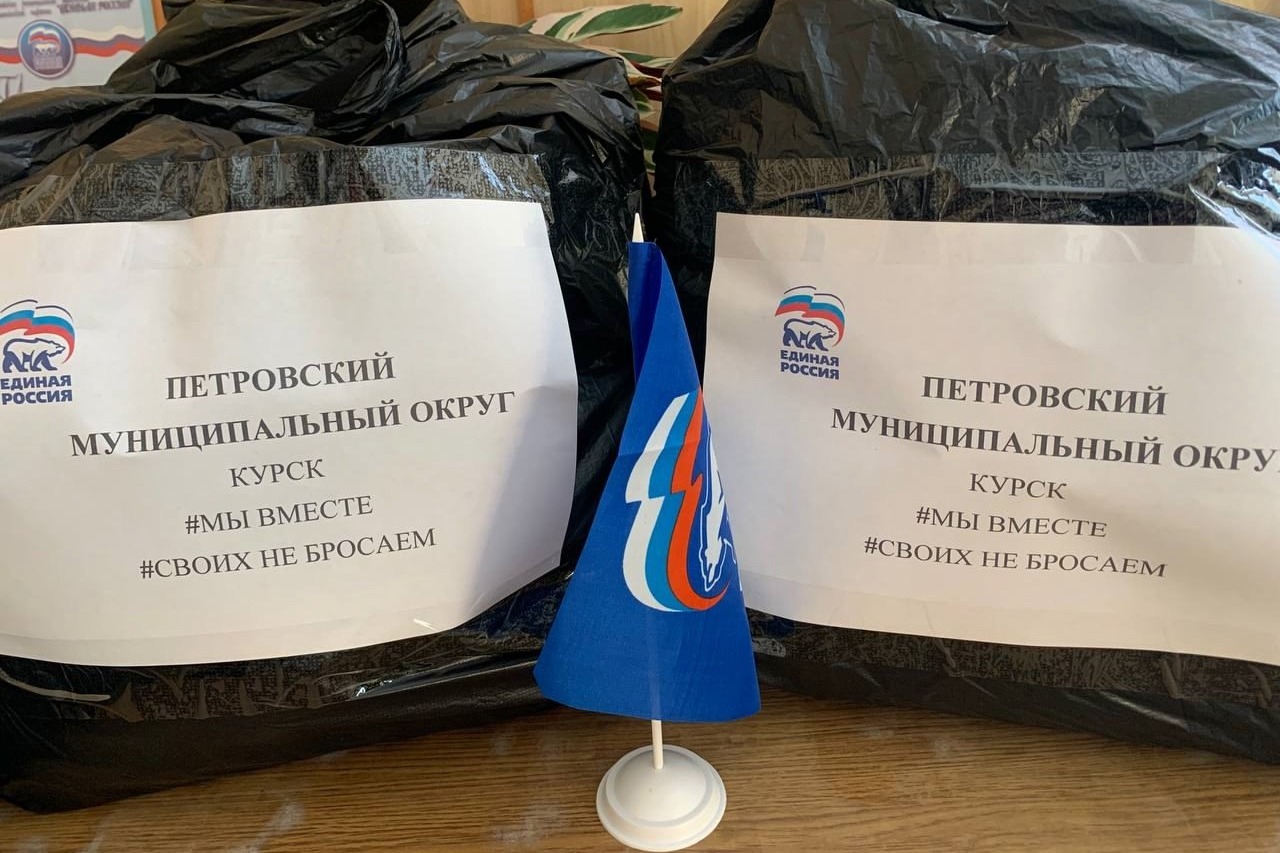 ЕДИНАЯ
РОССИЯ
ПЕТРОВСКИЙ
МУНИЦИПАЛЬНЫЙ ОКРУГ
КУРСК
#МЫ ВМЕСТЕ
#СВОИХ НЕ БРОСАЕМ
ЕДИНАЯ
РОССИЯ
ПЕТРОВСКИЙ
МУНИЦИПАЛЬНЫЙ ОКРУ
КУРСК
#МЫ ВМЕСТЕ
#СВОИХ НЕ БРОСАЕМ